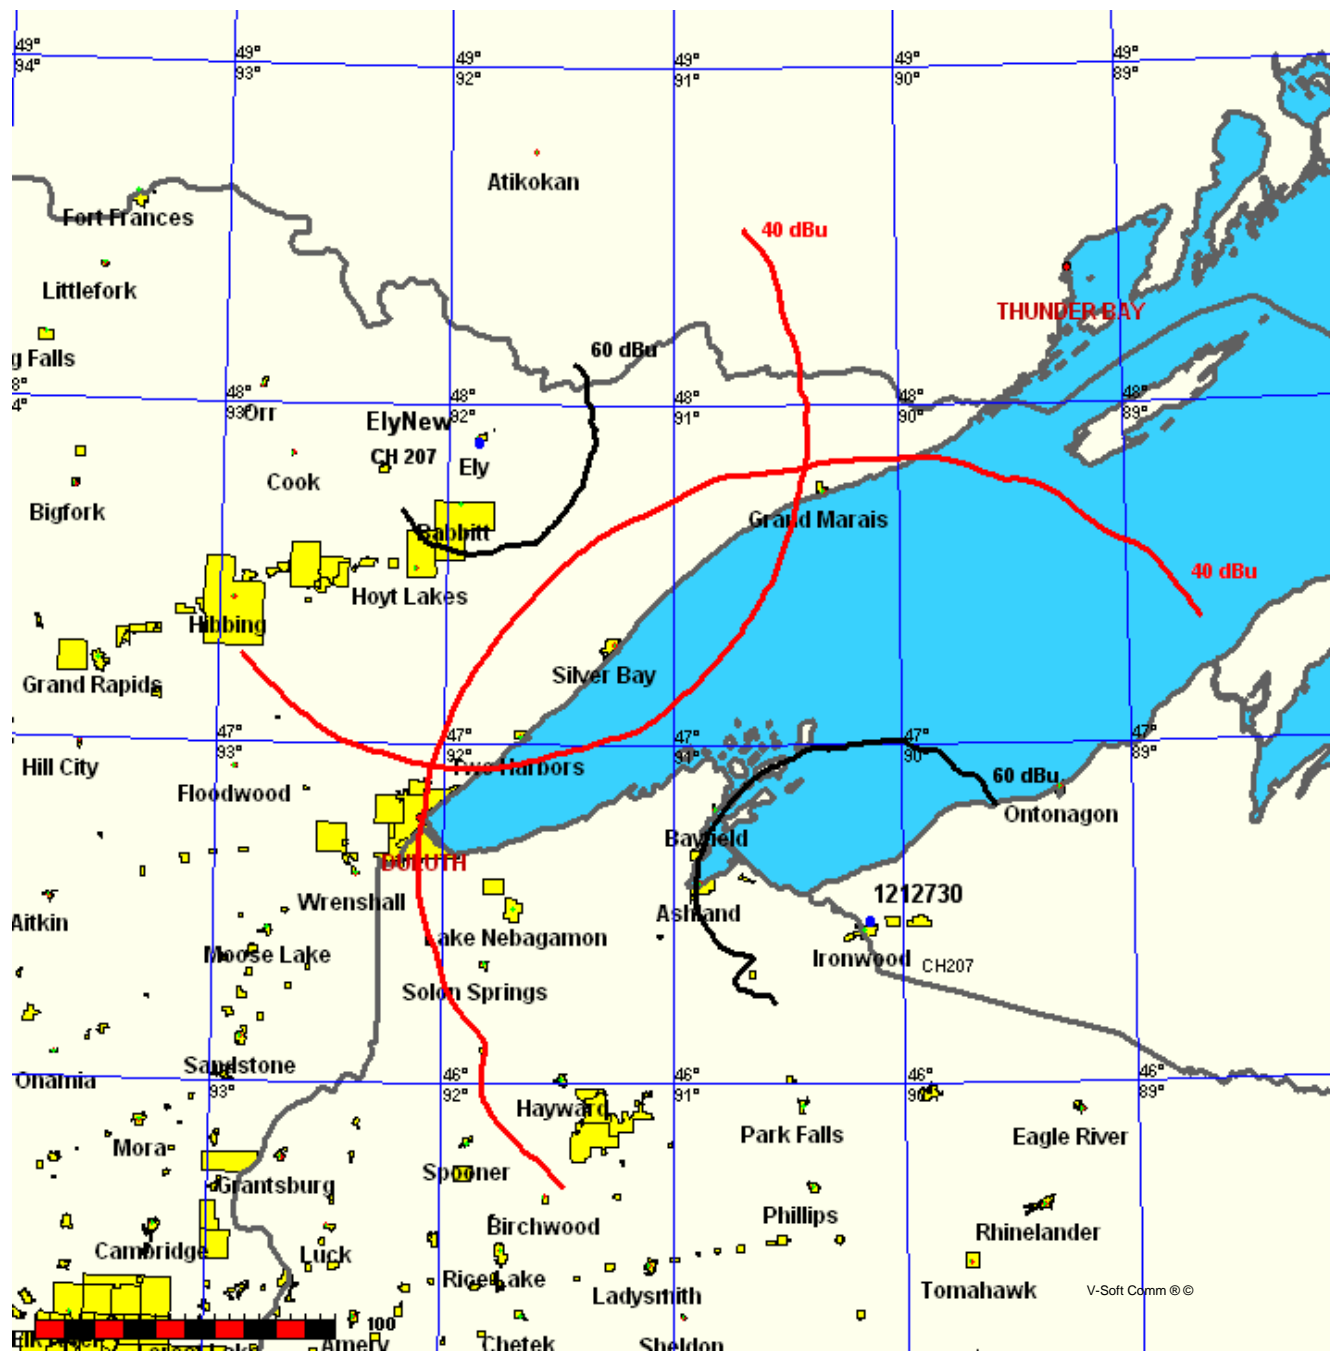 49°
94°
49°
93°
49°
92°
49°
91°
49°
90°
49°
89°
Atikokan
Fort Frances
40 dBu
Littlefork
THUNDER BAY
g Falls
60 dBu
8°
4°
48°
93°
Orr
48°
92°
48°
91°
48°
90°
48°
89°
ElyNew
CH 207
Ely
Cook
Bigfork
Grand Marais
Babbitt
40 dBu
Hoyt Lakes
Hibbing
Silver Bay
Grand Rapids
47°
93°
47°
92°
47°
91°
47°
90°
47°
89°
Hill City
Two Harbors
60 dBu
Floodwood
Ontonagon
Bayfield
DULUTH
1212730
Wrenshall
Ashland
Aitkin
Lake Nebagamon
Moose Lake
Ironwood
CH207
Solon Springs
Sandstone
Onamia
46°
93°
46°
92°
46°
91°
46°
90°
46°
89°
Hayward
Park Falls
Eagle River
Mora
Spooner
Grantsburg
Phillips
Birchwood
Rhinelander
Cambridge
Luck
Rice Lake
Ladysmith
Tomahawk
V-Soft Comm ® ©
100
Amery
Chetek
Sheldon